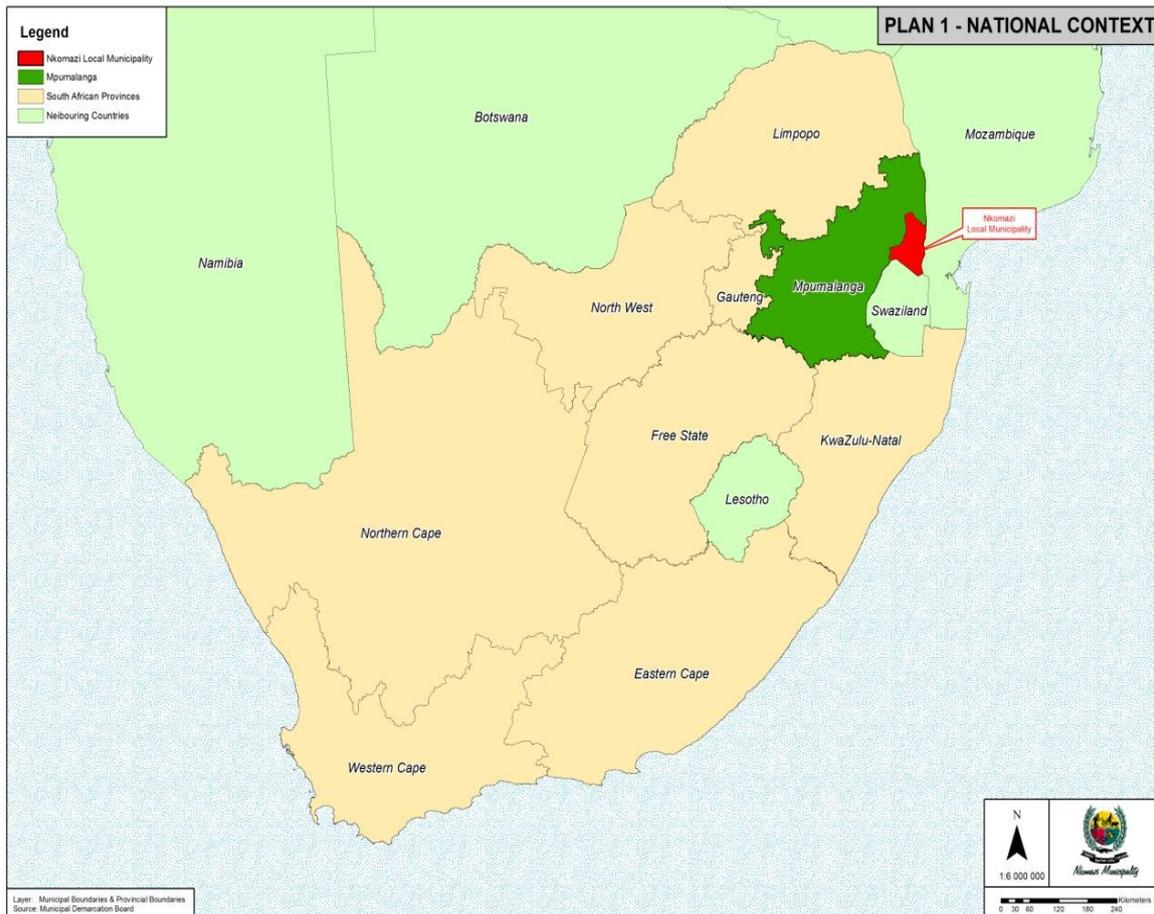 PLAN 1 - NATIONAL CONTEXT
Legend
Nkomazi Local Municipality
Mpumalanga
South African Provinces
Neibouring Countries
Botswana
Limpopo
Mozambique
Nkomazi
Local Municipality
Namibia
North West
Gauteng
Mpumalanga
Swaziland
Free State
KwaZulu-Natal
Lesotho
Northern Cape
Eastern Cape
Western Cape
N
1:6 000 000
Nkomazi Municipality
Kilometers
0 30 60 120 180 240
Layer: Municipal Boundaries & Provincial Boundaries
Source: Municipal Demarcation Board